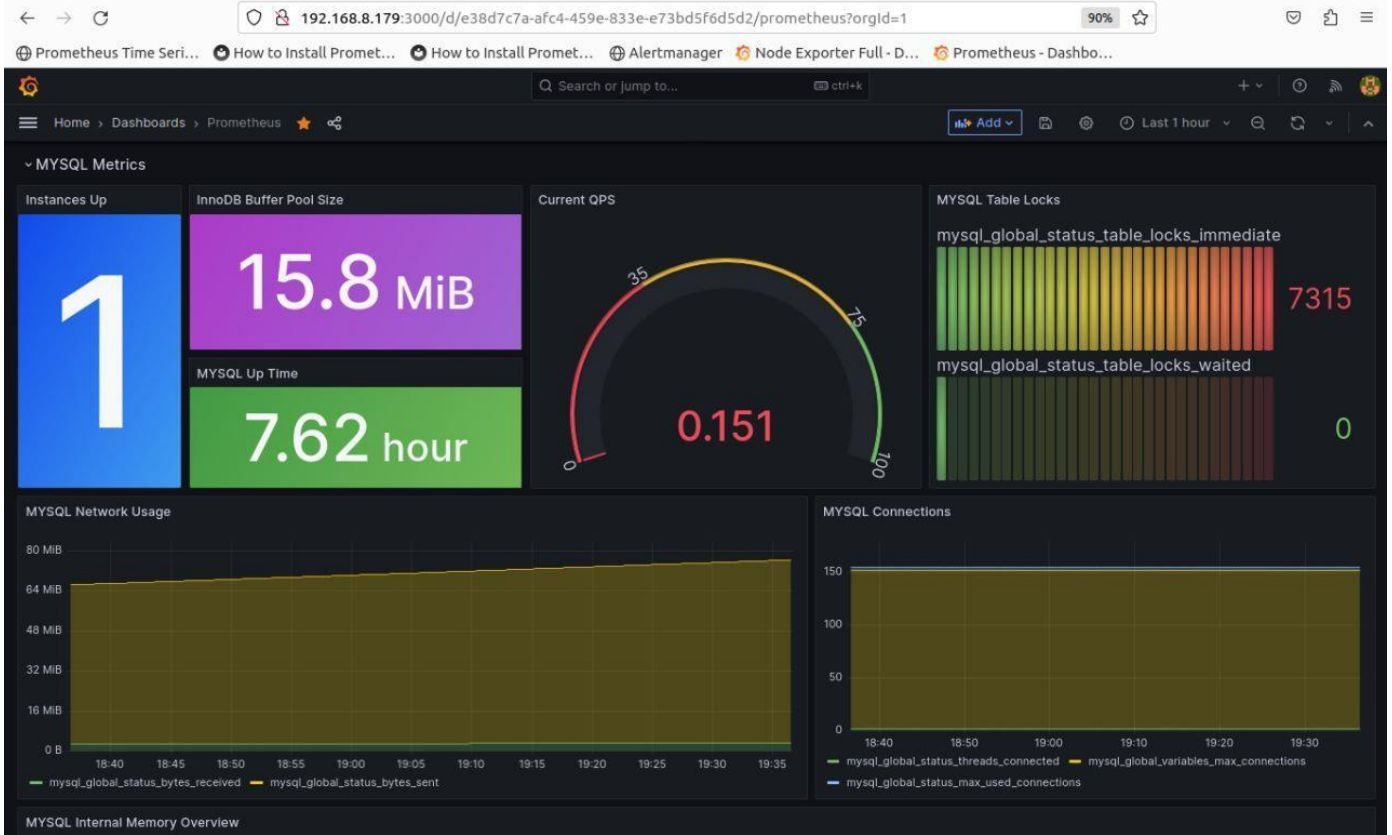 192.168.8.179:3000/d/e38d7c7a-afc4-459e-833e-e73bd5f6d5d2/prometheus?orgId=1
90%
Prometheus Time Seri...
How to Install Promet...
How to Install Promet...
Alertmanager
Node Exporter Full - D...
Prometheus - Dashbo...
Search or jump to...
ctrl+k
Home › Dashboards › Prometheus
Add
Last 1 hour
MYSQL Metrics
Instances Up
1
InnoDB Buffer Pool Size
15.8 MiB
MYSQL Up Time
7.62 hour
Current QPS
0
35
75
100
0.151
MYSQL Table Locks
mysql_global_status_table_locks_immediate
7315
mysql_global_status_table_locks_waited
0
MYSQL Network Usage
80 MiB
64 MiB
48 MiB
32 MiB
16 MiB
0 B
18:40 18:45 18:50 18:55 19:00 19:05 19:10 19:15 19:20 19:25 19:30 19:35
mysql_global_status_bytes_received mysql_global_status_bytes_sent
MYSQL Connections
150
100
50
0
18:40 18:50 19:00 19:10 19:20 19:30
mysql_global_status_threads_connected mysql_global_variables_max_connections
mysql_global_status_max_used_connections
MYSQL Internal Memory Overview